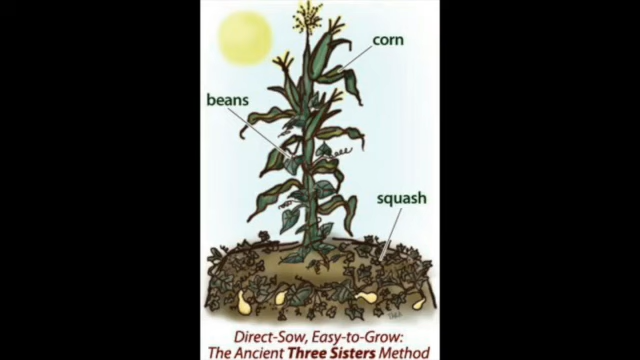 corn
beans
squash
Direct-Sow, Easy-to-Grow:
The Ancient Three Sisters Method